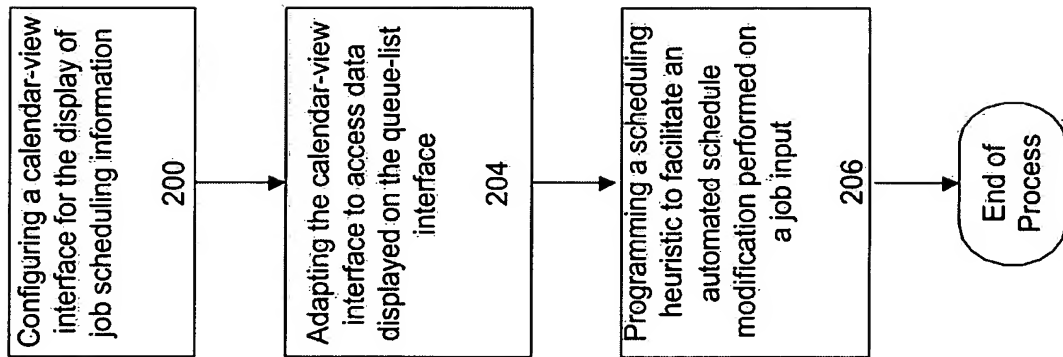 Configuring a calendar-view
interface for the display of
job scheduling information
200
Adapting the calendar-view
interface to access data
displayed on the queue-list
interface
204
Programming a scheduling
heuristic to facilitate an
automated schedule
modification performed on
a job input
206
End of
Process